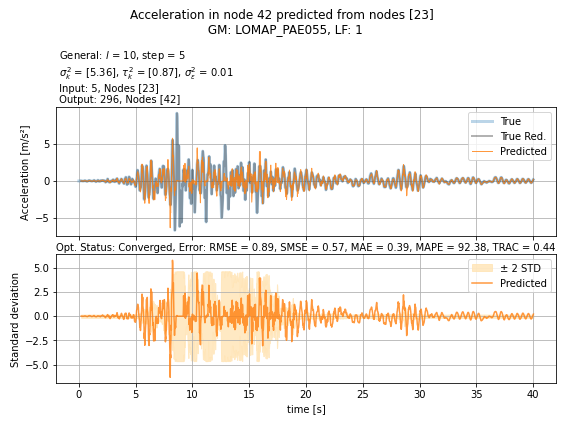 Acceleration in node 42 predicted from nodes [23]
GM: LOMAP_PAE055, LF: 1
General: l = 10, step = 5
σ²ₖ = [5.36], τ²ₖ = [0.87], σ²ε = 0.01
Input: 5, Nodes [23]
Output: 296, Nodes [42]
True
True Red.
Predicted
Acceleration [m/s²]
5
0
−5
Opt. Status: Converged, Error: RMSE = 0.89, SMSE = 0.57, MAE = 0.39, MAPE = 92.38, TRAC = 0.44
± 2 STD
Predicted
Standard deviation
5.0
2.5
0.0
−2.5
−5.0
0 5 10 15 20 25 30 35 40
time [s]